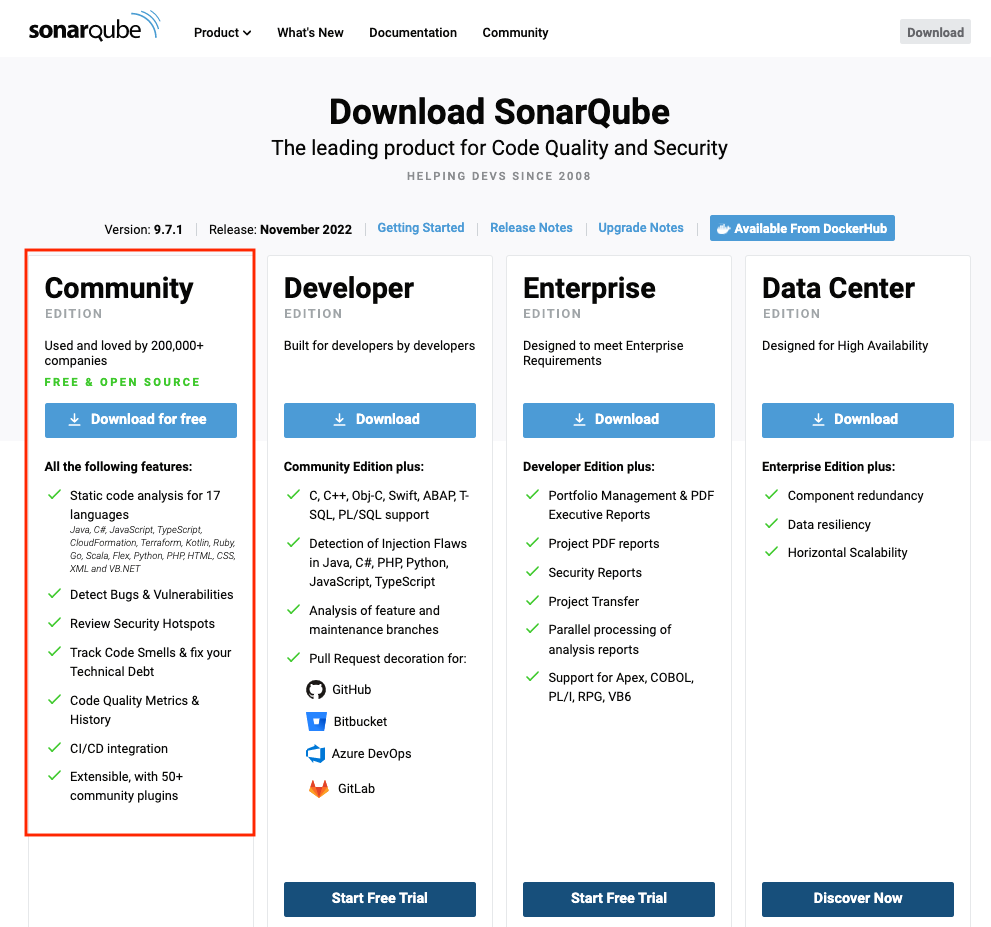 sonarqube
Product
What's New
Documentation
Community
Download
Download SonarQube
The leading product for Code Quality and Security
HELPING DEVS SINCE 2008
Version: 9.7.1
Release: November 2022
Getting Started
Release Notes
Upgrade Notes
Available From DockerHub
Community
EDITION
Used and loved by 200,000+
companies
FREE & OPEN SOURCE
Download for free
All the following features:
Static code analysis for 17
languages
Java, C#, JavaScript, TypeScript,
CloudFormation, Terraform, Kotlin, Ruby,
Go, Scala, Flex, Python, PHP, HTML, CSS,
XML and VB.NET
Detect Bugs & Vulnerabilities
Review Security Hotspots
Track Code Smells & fix your
Technical Debt
Code Quality Metrics &
History
CI/CD integration
Extensible, with 50+
community plugins
Developer
EDITION
Built for developers by developers
Download
Community Edition plus:
C, C++, Obj-C, Swift, ABAP, T-
SQL, PL/SQL support
Detection of Injection Flaws
in Java, C#, PHP, Python,
JavaScript, TypeScript
Analysis of feature and
maintenance branches
Pull Request decoration for:
GitHub
Bitbucket
Azure DevOps
GitLab
Start Free Trial
Enterprise
EDITION
Designed to meet Enterprise
Requirements
Download
Developer Edition plus:
Portfolio Management & PDF
Executive Reports
Project PDF reports
Security Reports
Project Transfer
Parallel processing of
analysis reports
Support for Apex, COBOL,
PL/I, RPG, VB6
Start Free Trial
Data Center
EDITION
Designed for High Availability
Download
Enterprise Edition plus:
Component redundancy
Data resiliency
Horizontal Scalability
Discover Now